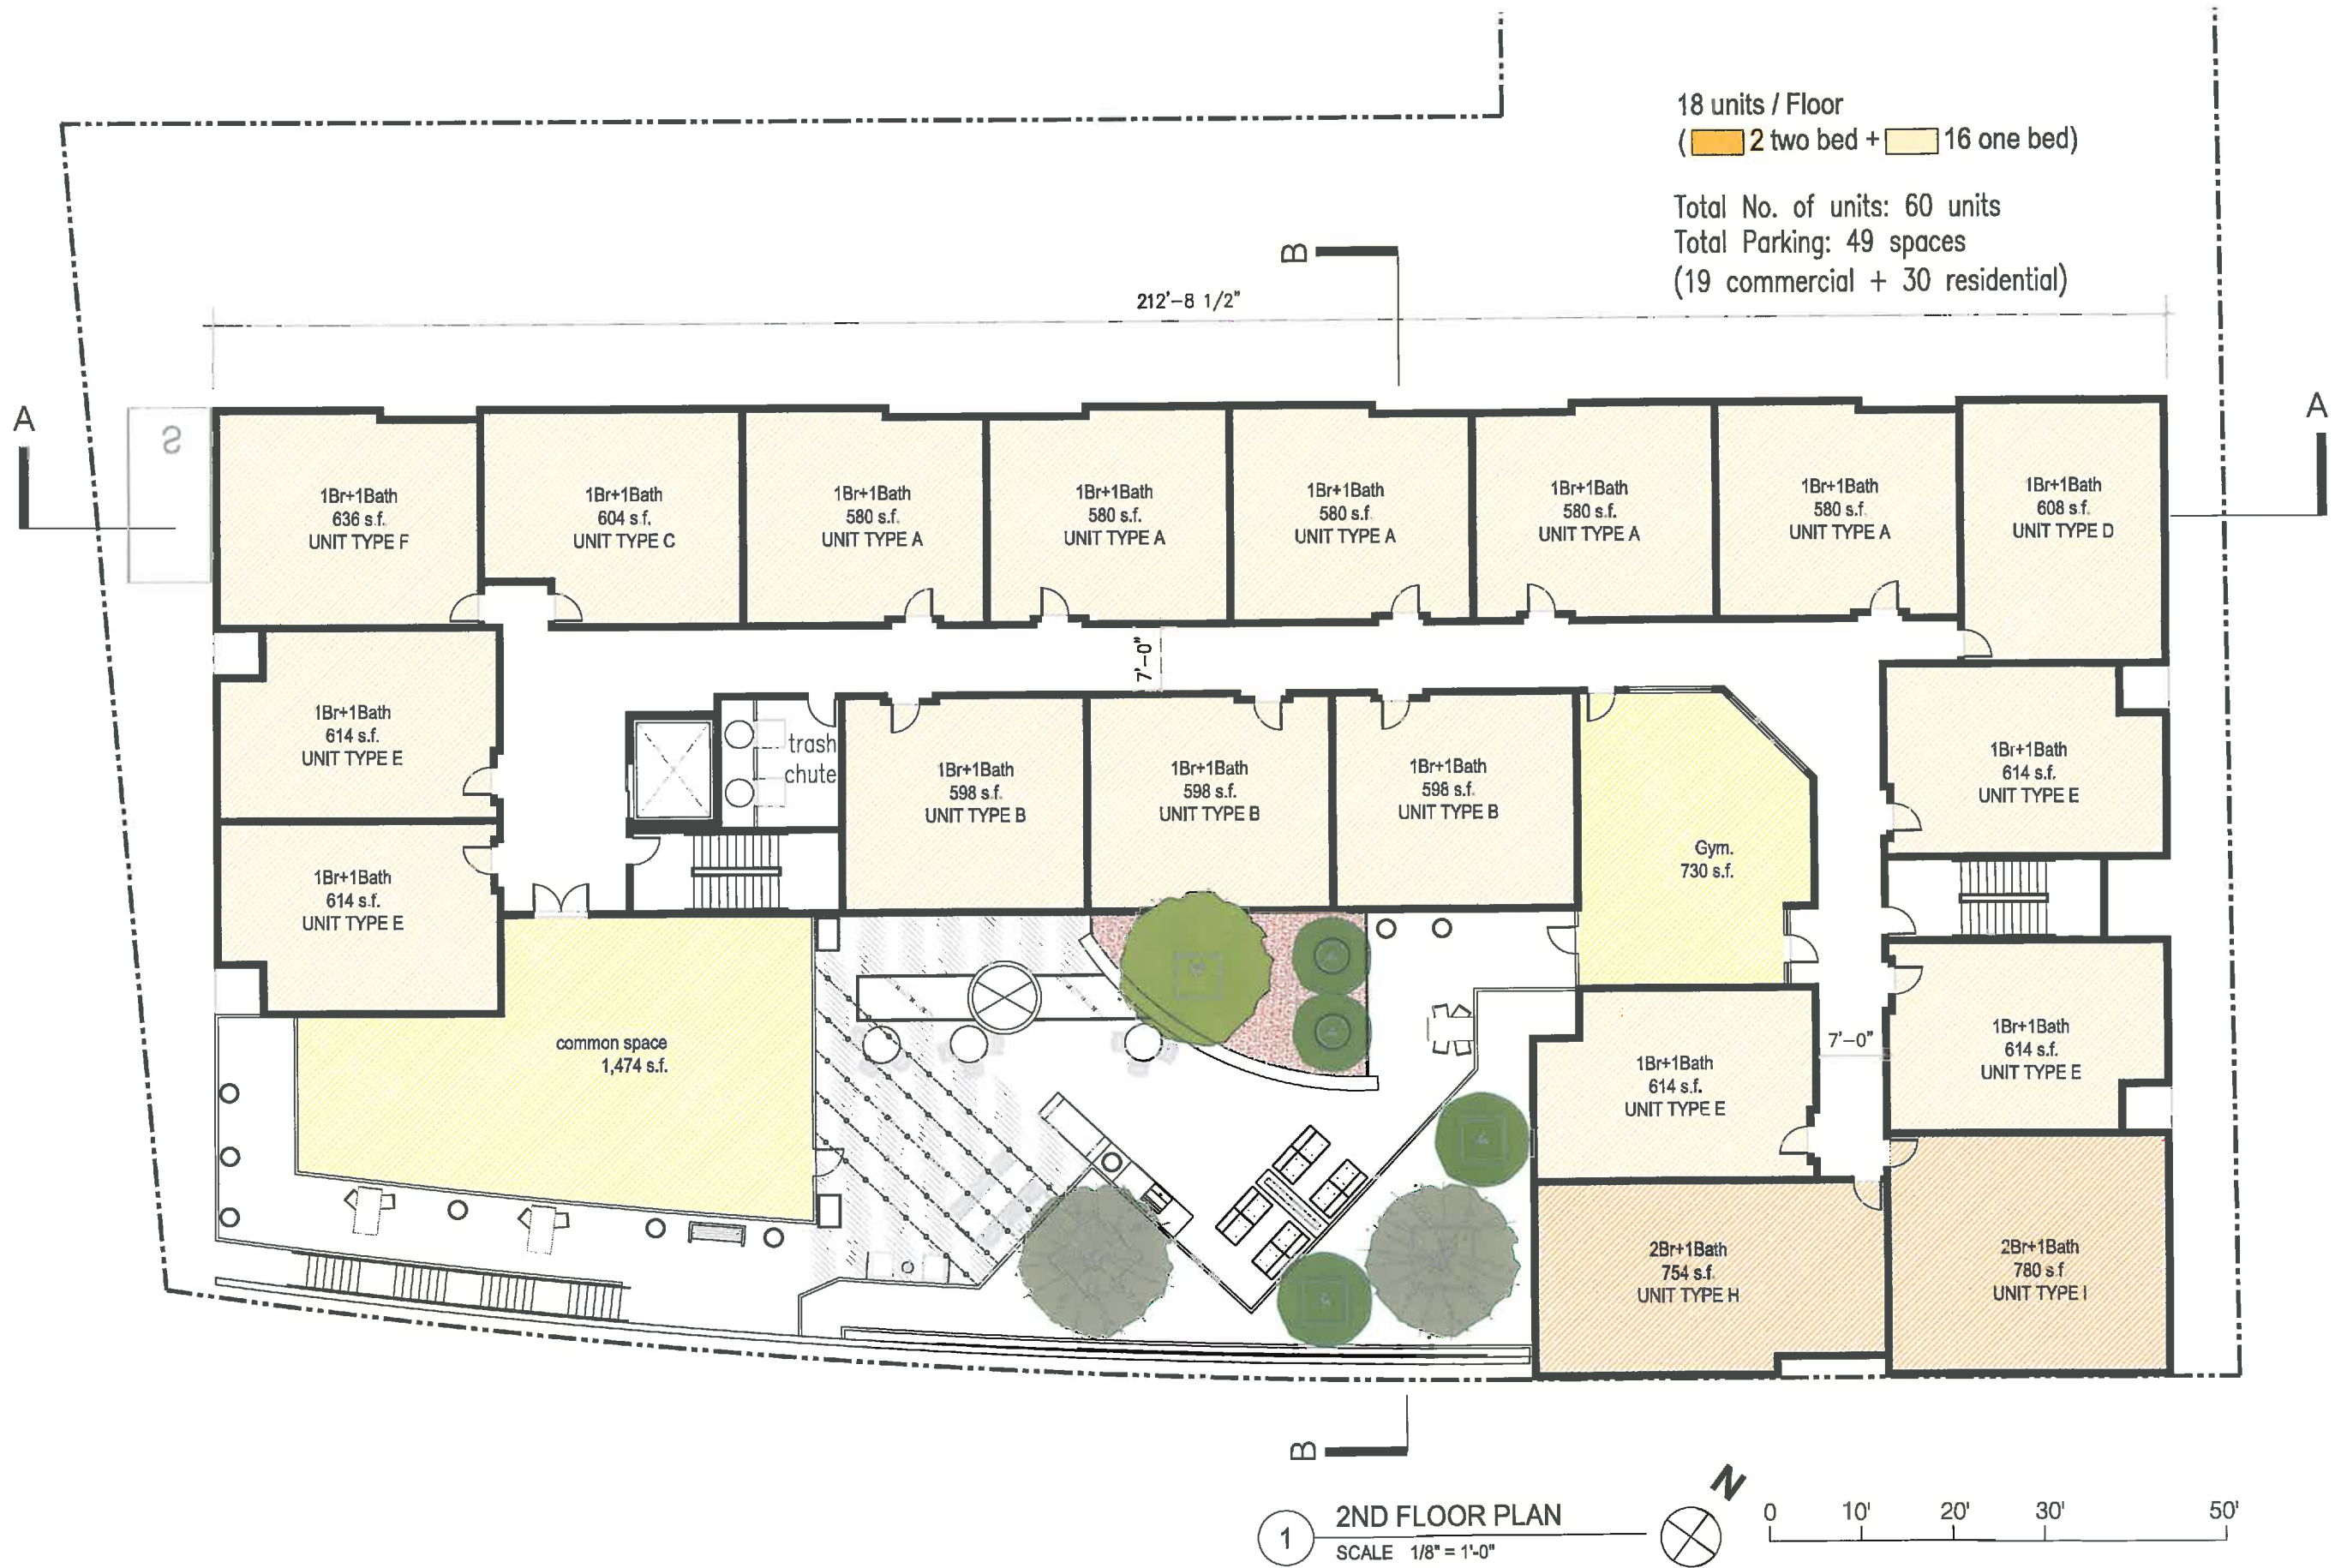 18 units / Floor
( 2 two bed + 16 one bed)
Total No. of units: 60 units
Total Parking: 49 spaces
(19 commercial + 30 residential)
B
212'-8 1/2"
A
A
S
1Br+1Bath
636 s.f.
UNIT TYPE F
1Br+1Bath
604 s.f.
UNIT TYPE C
1Br+1Bath
580 s.f.
UNIT TYPE A
1Br+1Bath
580 s.f.
UNIT TYPE A
1Br+1Bath
580 s.f.
UNIT TYPE A
1Br+1Bath
580 s.f.
UNIT TYPE A
1Br+1Bath
580 s.f.
UNIT TYPE A
1Br+1Bath
608 s.f.
UNIT TYPE D
7'-0"
1Br+1Bath
614 s.f.
UNIT TYPE E
trash
chute
1Br+1Bath
598 s.f.
UNIT TYPE B
1Br+1Bath
598 s.f.
UNIT TYPE B
1Br+1Bath
598 s.f.
UNIT TYPE B
Gym.
730 s.f.
1Br+1Bath
614 s.f.
UNIT TYPE E
1Br+1Bath
614 s.f.
UNIT TYPE E
common space
1,474 s.f.
1Br+1Bath
614 s.f.
UNIT TYPE E
7'-0"
1Br+1Bath
614 s.f.
UNIT TYPE E
2Br+1Bath
754 s.f.
UNIT TYPE H
2Br+1Bath
780 s.f
UNIT TYPE I
B
1
2ND FLOOR PLAN
SCALE 1/8" = 1'-0"
N
0 10' 20' 30' 50'